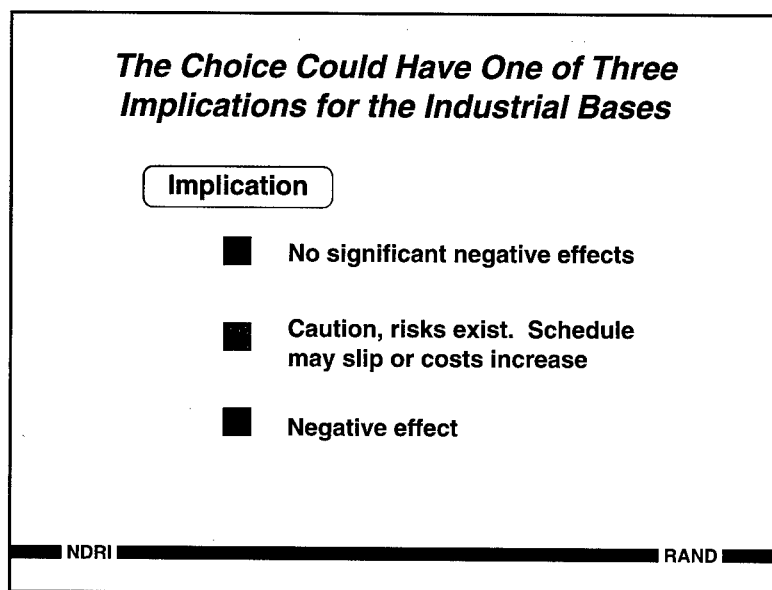 The Choice Could Have One of Three
Implications for the Industrial Bases
Implication
No significant negative effects
Caution, risks exist. Schedule
may slip or costs increase
Negative effect
NDRI
RAND